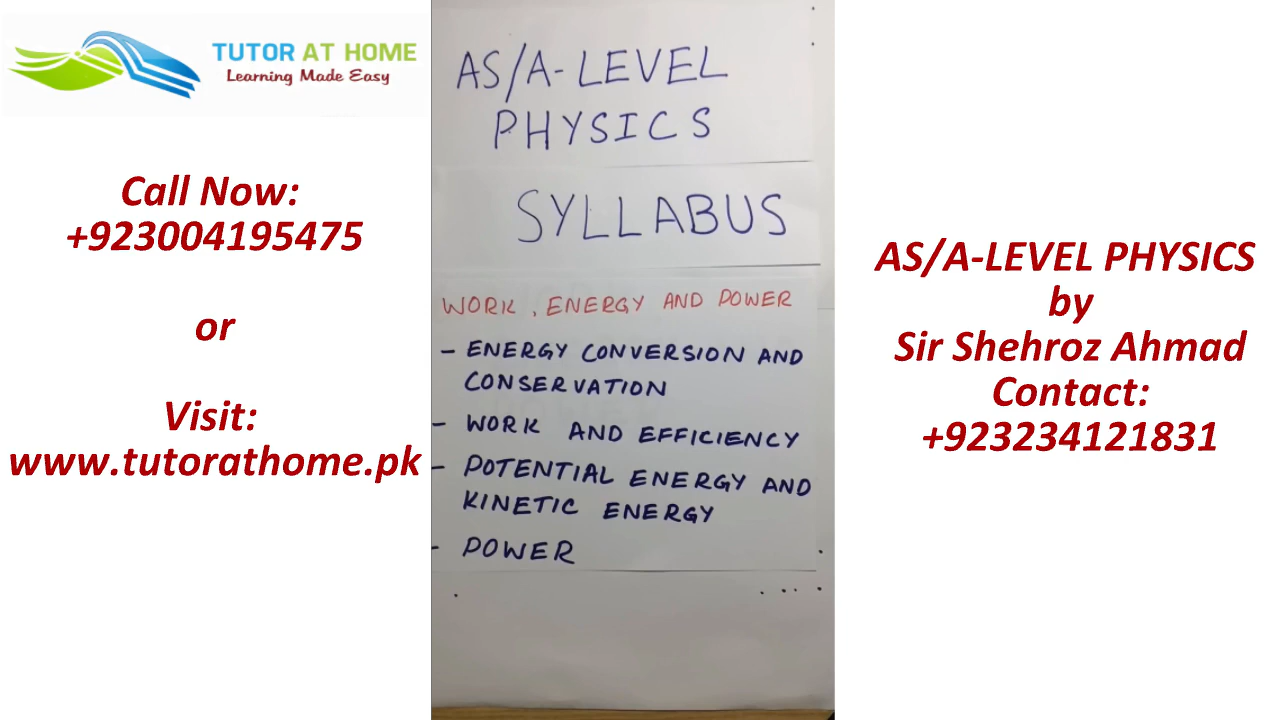 TUTOR AT HOME
Learning Made Easy
Call Now:
+923004195475
or
Visit:
www.tutorathome.pk
AS/A-LEVEL
PHYSICS
SYLLABUS
WORK, ENERGY AND POWER
- ENERGY CONVERSION AND
CONSERVATION
- WORK AND EFFICIENCY
- POTENTIAL ENERGY AND
KINETIC ENERGY
- POWER
AS/A-LEVEL PHYSICS
by
Sir Shehroz Ahmad
Contact:
+923234121831